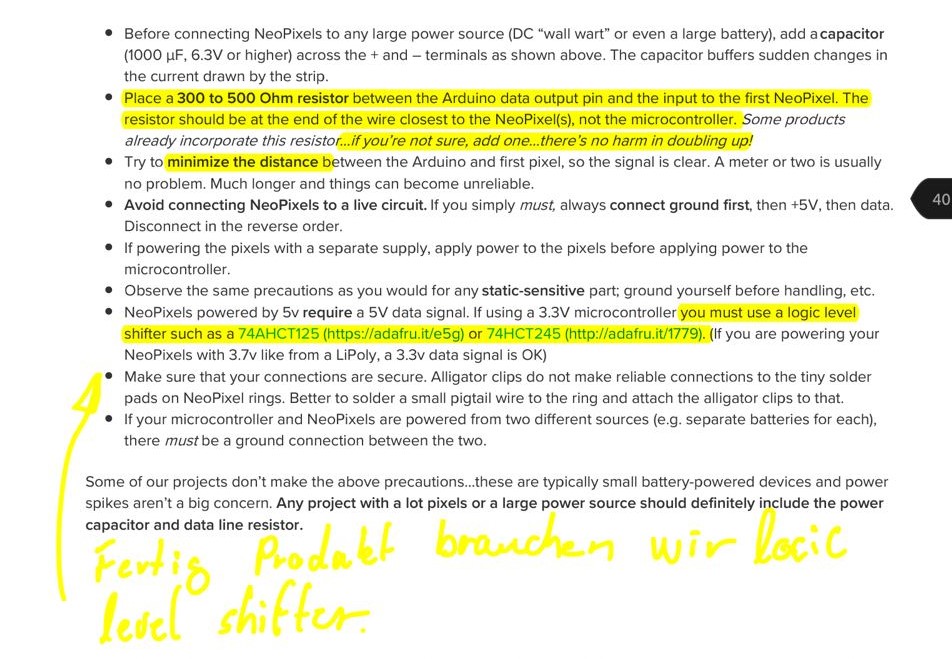 • Before connecting NeoPixels to any large power source (DC “wall wart” or even a large battery), add a capacitor
(1000 µF, 6.3V or higher) across the + and – terminals as shown above. The capacitor buffers sudden changes in
the current drawn by the strip.
• Place a 300 to 500 Ohm resistor between the Arduino data output pin and the input to the first NeoPixel. The
resistor should be at the end of the wire closest to the NeoPixel(s), not the microcontroller. Some products
already incorporate this resistor…if you’re not sure, add one…there’s no harm in doubling up!
• Try to minimize the distance between the Arduino and first pixel, so the signal is clear. A meter or two is usually
no problem. Much longer and things can become unreliable.
• Avoid connecting NeoPixels to a live circuit. If you simply must, always connect ground first, then +5V, then data.
Disconnect in the reverse order.
40
• If powering the pixels with a separate supply, apply power to the pixels before applying power to the
microcontroller.
• Observe the same precautions as you would for any static-sensitive part; ground yourself before handling, etc.
• NeoPixels powered by 5v require a 5V data signal. If using a 3.3V microcontroller you must use a logic level
shifter such as a 74AHCT125 (https://adafru.it/e5g) or 74HCT245 (http://adafru.it/1779). (If you are powering your
NeoPixels with 3.7v like from a LiPoly, a 3.3v data signal is OK)
• Make sure that your connections are secure. Alligator clips do not make reliable connections to the tiny solder
pads on NeoPixel rings. Better to solder a small pigtail wire to the ring and attach the alligator clips to that.
• If your microcontroller and NeoPixels are powered from two different sources (e.g. separate batteries for each),
there must be a ground connection between the two.
Some of our projects don’t make the above precautions…these are typically small battery-powered devices and power
spikes aren’t a big concern. Any project with a lot pixels or a large power source should definitely include the power
capacitor and data line resistor.
Fertig Produkt brauchen wir locic
level shifter.